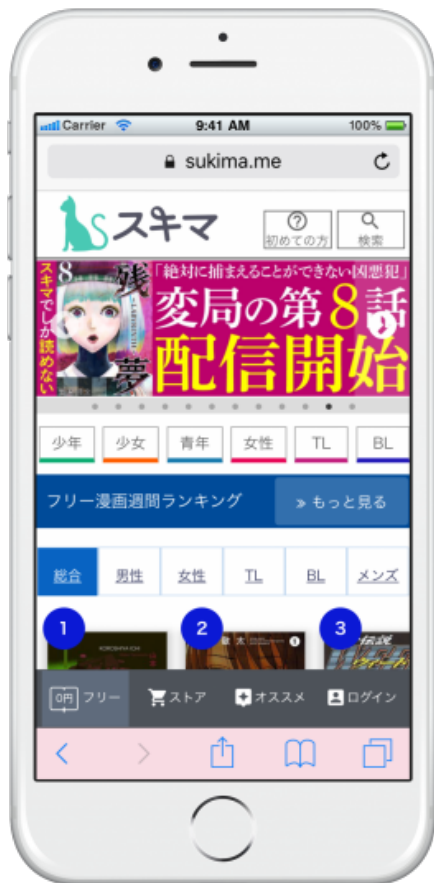 Carrier 9:41 AM 100%
sukima.me
Sスキマ
初めての方 検索
スキマでしか読めない
8
残夢
「絶対に捕まえることができない凶悪犯」
変局の第8話
配信開始
少年 少女 青年 女性 TL BL
フリー漫画週間ランキング » もっと見る
総合 男性 女性 TL BL メンズ
1 2 3
KOROSHIYA ICHI
伝説
0円 フリー ストア オススメ ログイン